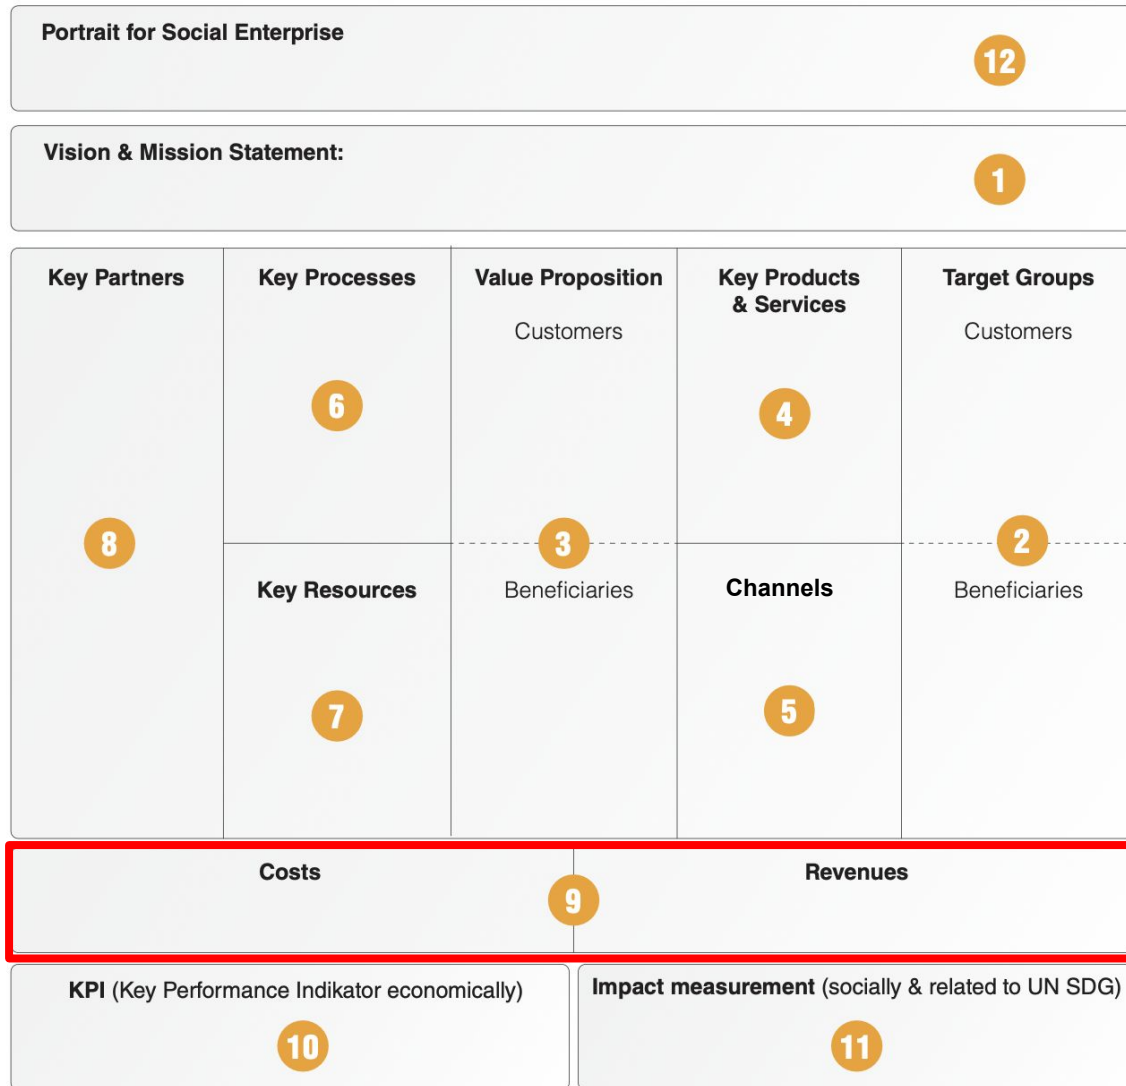 Portrait for Social Enterprise
12
Vision & Mission Statement:
1
Key Partners
8
Key Processes
6
Key Resources
7
Value Proposition
Customers
3
Beneficiaries
Key Products
& Services
4
Channels
5
Target Groups
Customers
2
Beneficiaries
Costs
9
Revenues
KPI (Key Performance Indikator economically)
10
Impact measurement (socially & related to UN SDG)
11